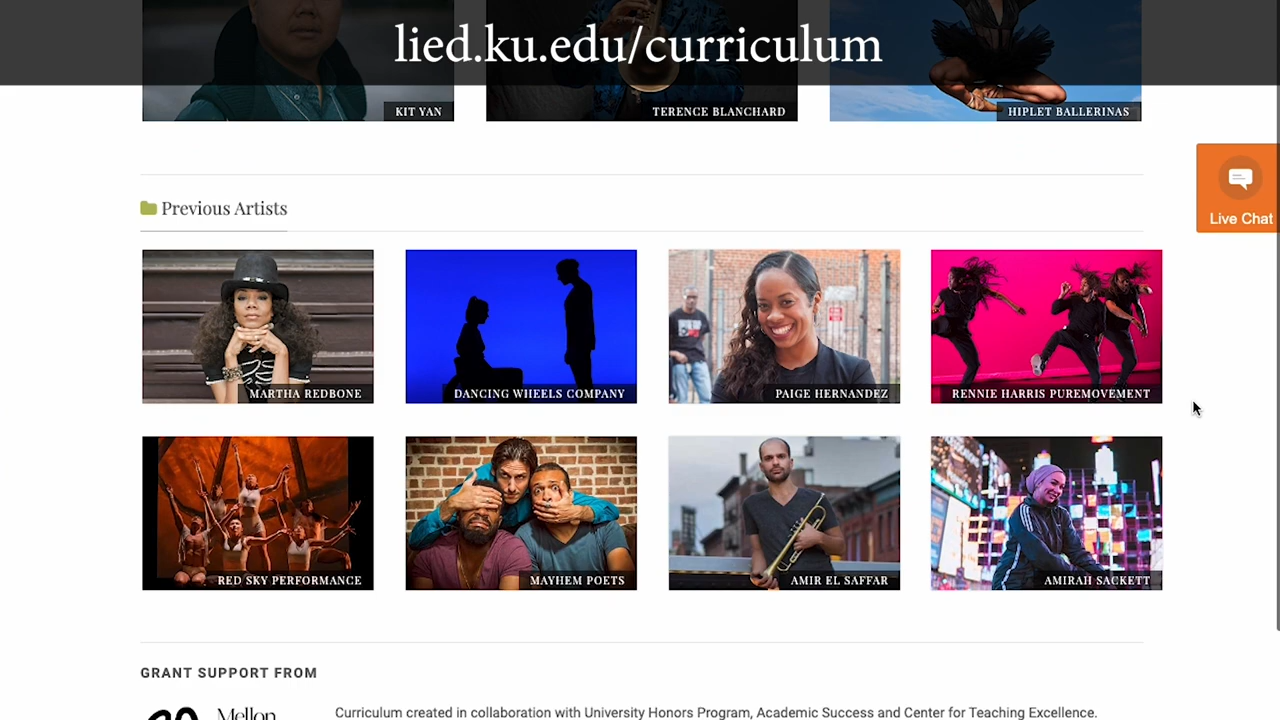 lied.ku.edu/curriculum
KIT YAN
TERENCE BLANCHARD
HIPLET BALLERINAS
Live Chat
Previous Artists
MARTHA REDBONE
DANCING WHEELS COMPANY
PAIGE HERNANDEZ
RENNIE HARRIS PUREMOVEMENT
RED SKY PERFORMANCE
MAYHEM POETS
AMIR EL SAFFAR
AMIRAH SACKETT
GRANT SUPPORT FROM
Mellon
Curriculum created in collaboration with University Honors Program, Academic Success and Center for Teaching Excellence.